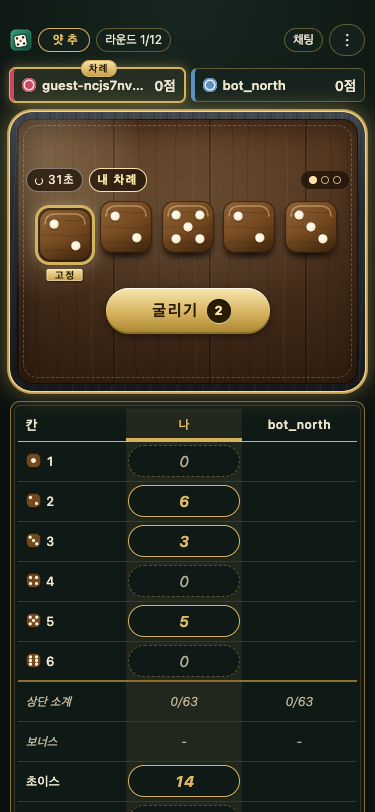 얏 추 라운드 1/12 채팅
차례
guest-ncjs7nv... 0점 bot_north 0점
31초 내 차례
고정
굴리기 2
칸 나 bot_north
1 0
2 6
3 3
4 0
5 5
6 0
상단 소계 0/63 0/63
보너스 - -
초이스 14